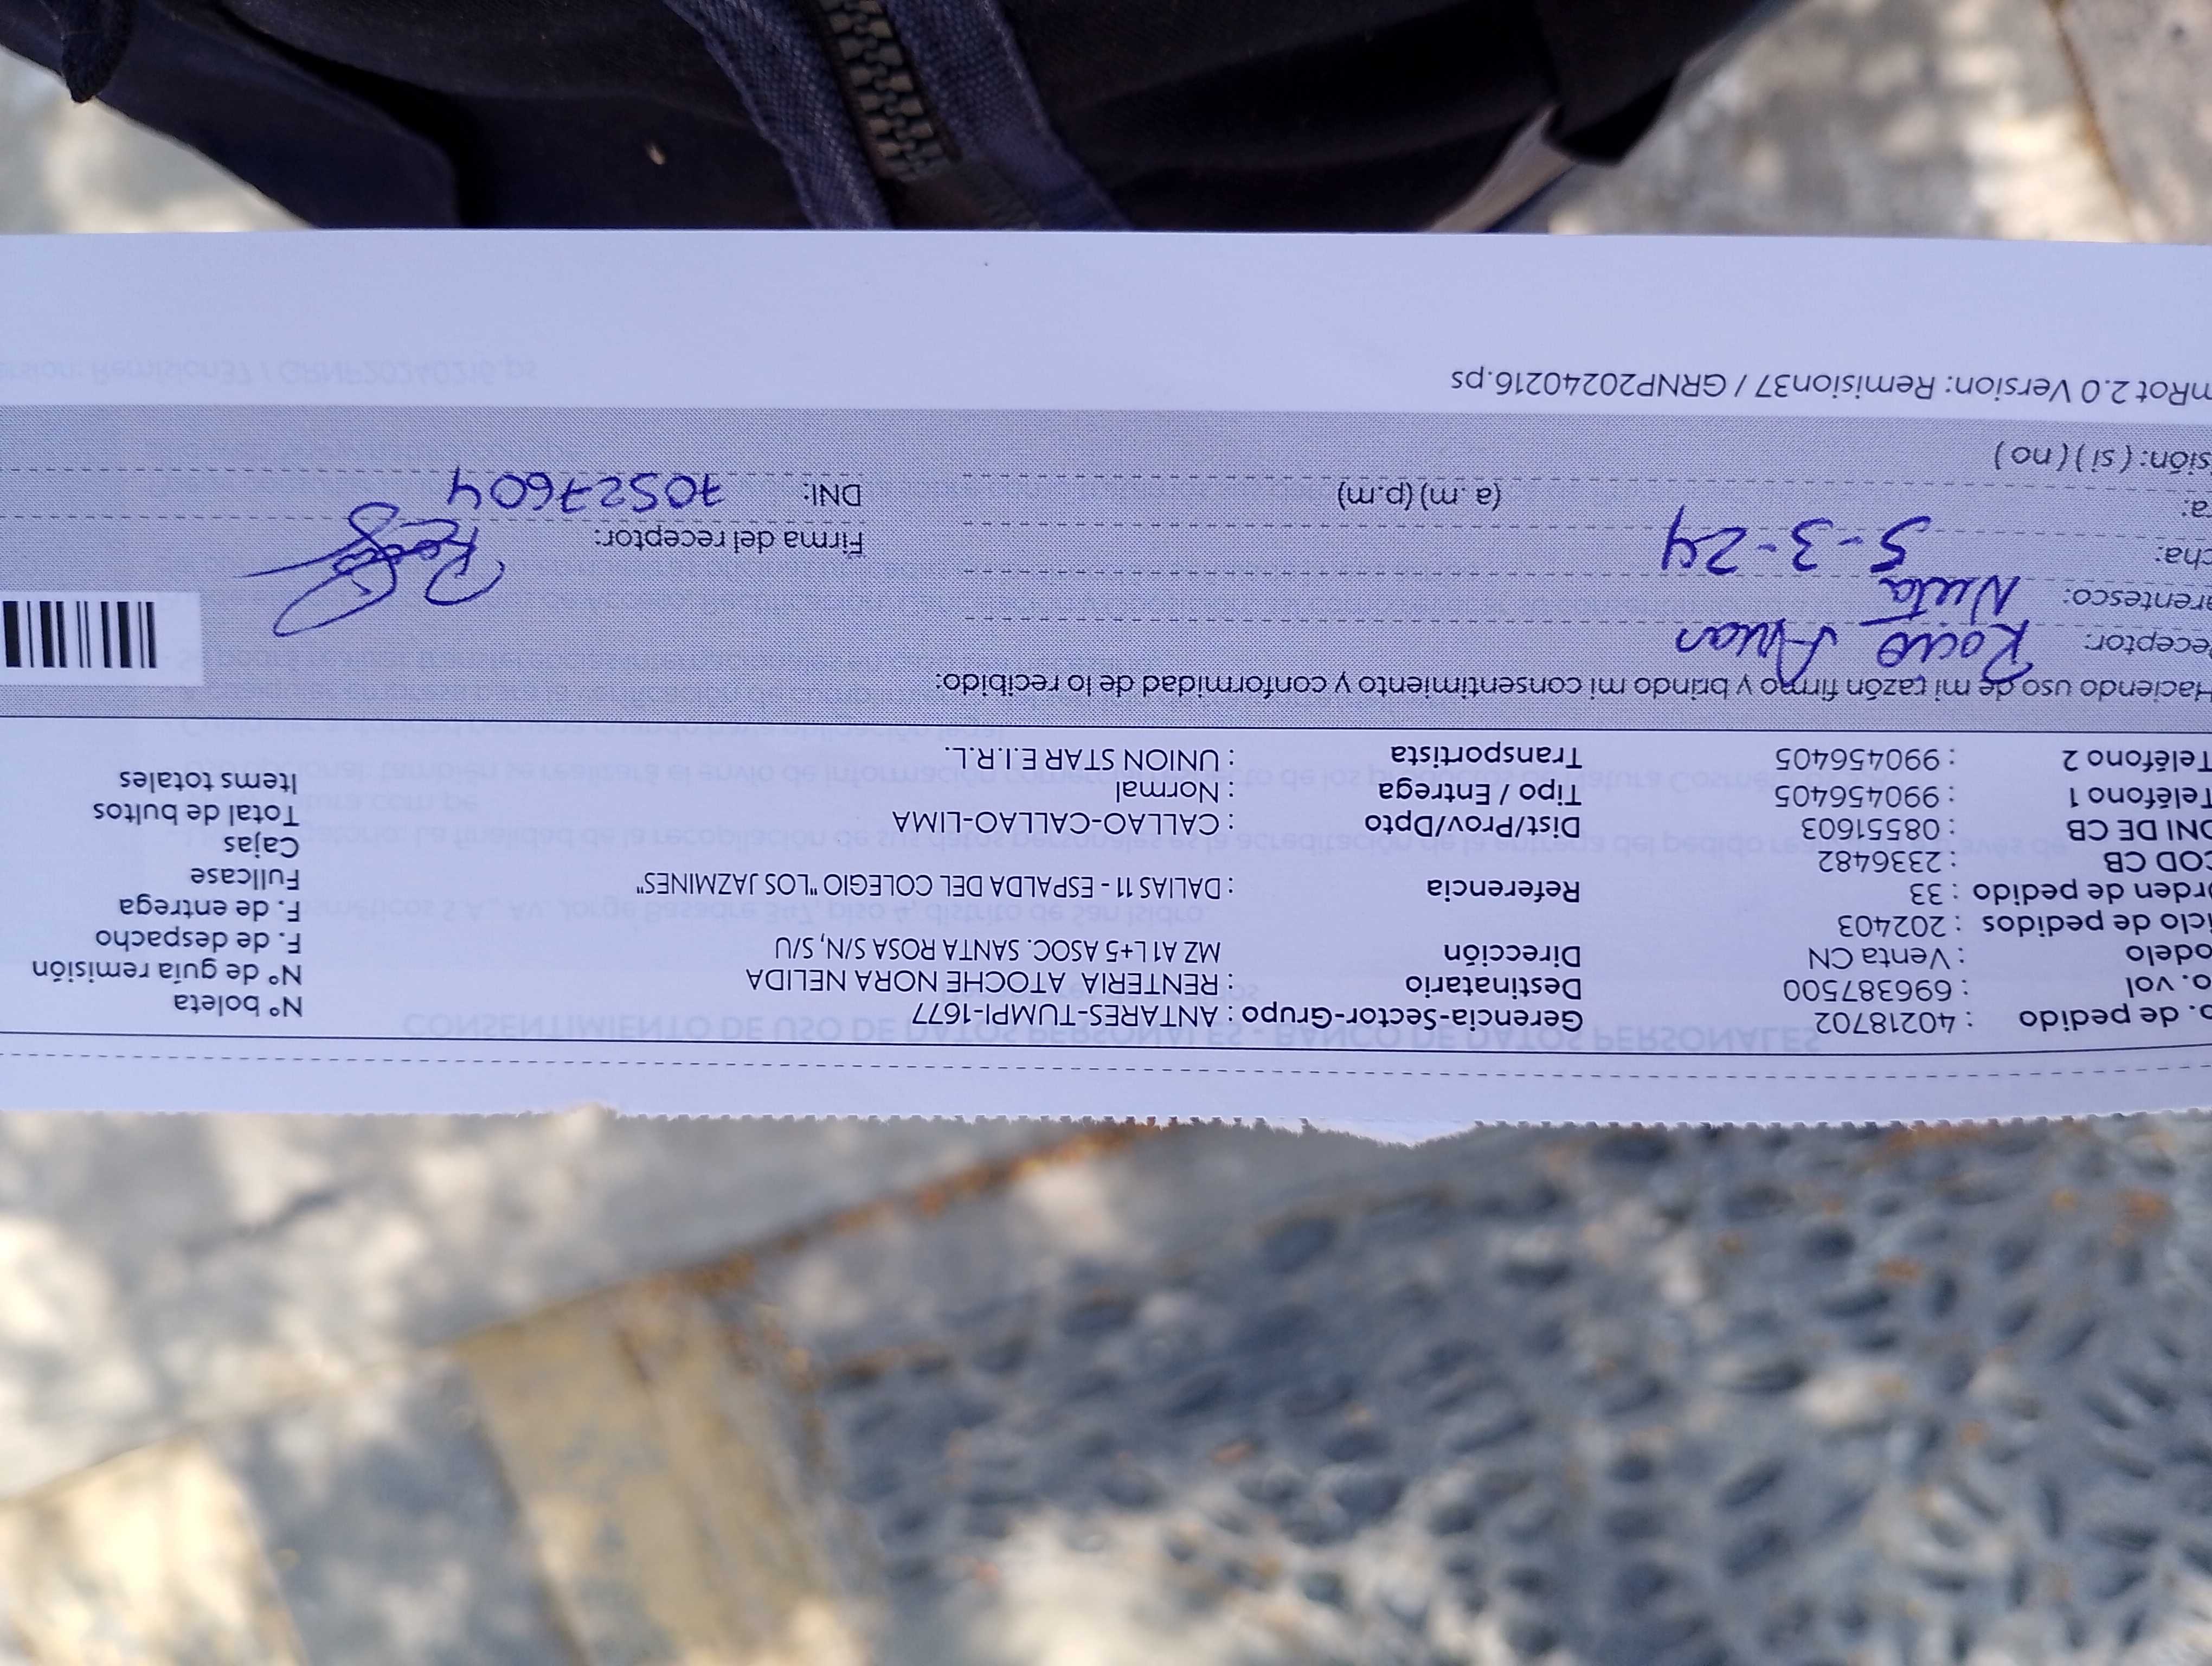 o. de pedido : 40218702 Gerencia-Sector-Grupo : ANTARES-TUMPI-1677 N° boleta
o. vol : 696387500 Destinatario : RENTERIA ATOCHE NORA NELIDA N° de guía remisión
odelo : Venta CN Dirección MZ A1 L+5 ASOC. SANTA ROSA S/N, S/U F. de despacho
iclo de pedidos : 202403 F. de entrega
rden de pedido : 33 Referencia : DALIAS 11 - ESPALDA DEL COLEGIO "LOS JAZMINES" Fullcase
COD CB : 2336482 Cajas
DNI DE CB : 08551603 Dist/Prov/Dpto : CALLAO-CALLAO-LIMA Total de bultos
Teléfono 1 : 990456405 Tipo / Entrega : Normal Items totales
Teléfono 2 : 990456405 Transportista : UNION STAR E.I.R.L.
Haciendo uso de mi razón firmo y brindo mi consentimiento y conformidad de lo recibido:
Receptor: Rocio
arentesco: Nieta
cha: 5-3-24 Firma del receptor:
ra: (a .m) (p.m) DNI: 70527604
sión: ( sí ) ( no )
mRot 2.0 Version: Remision37 / GRNP20240216.ps